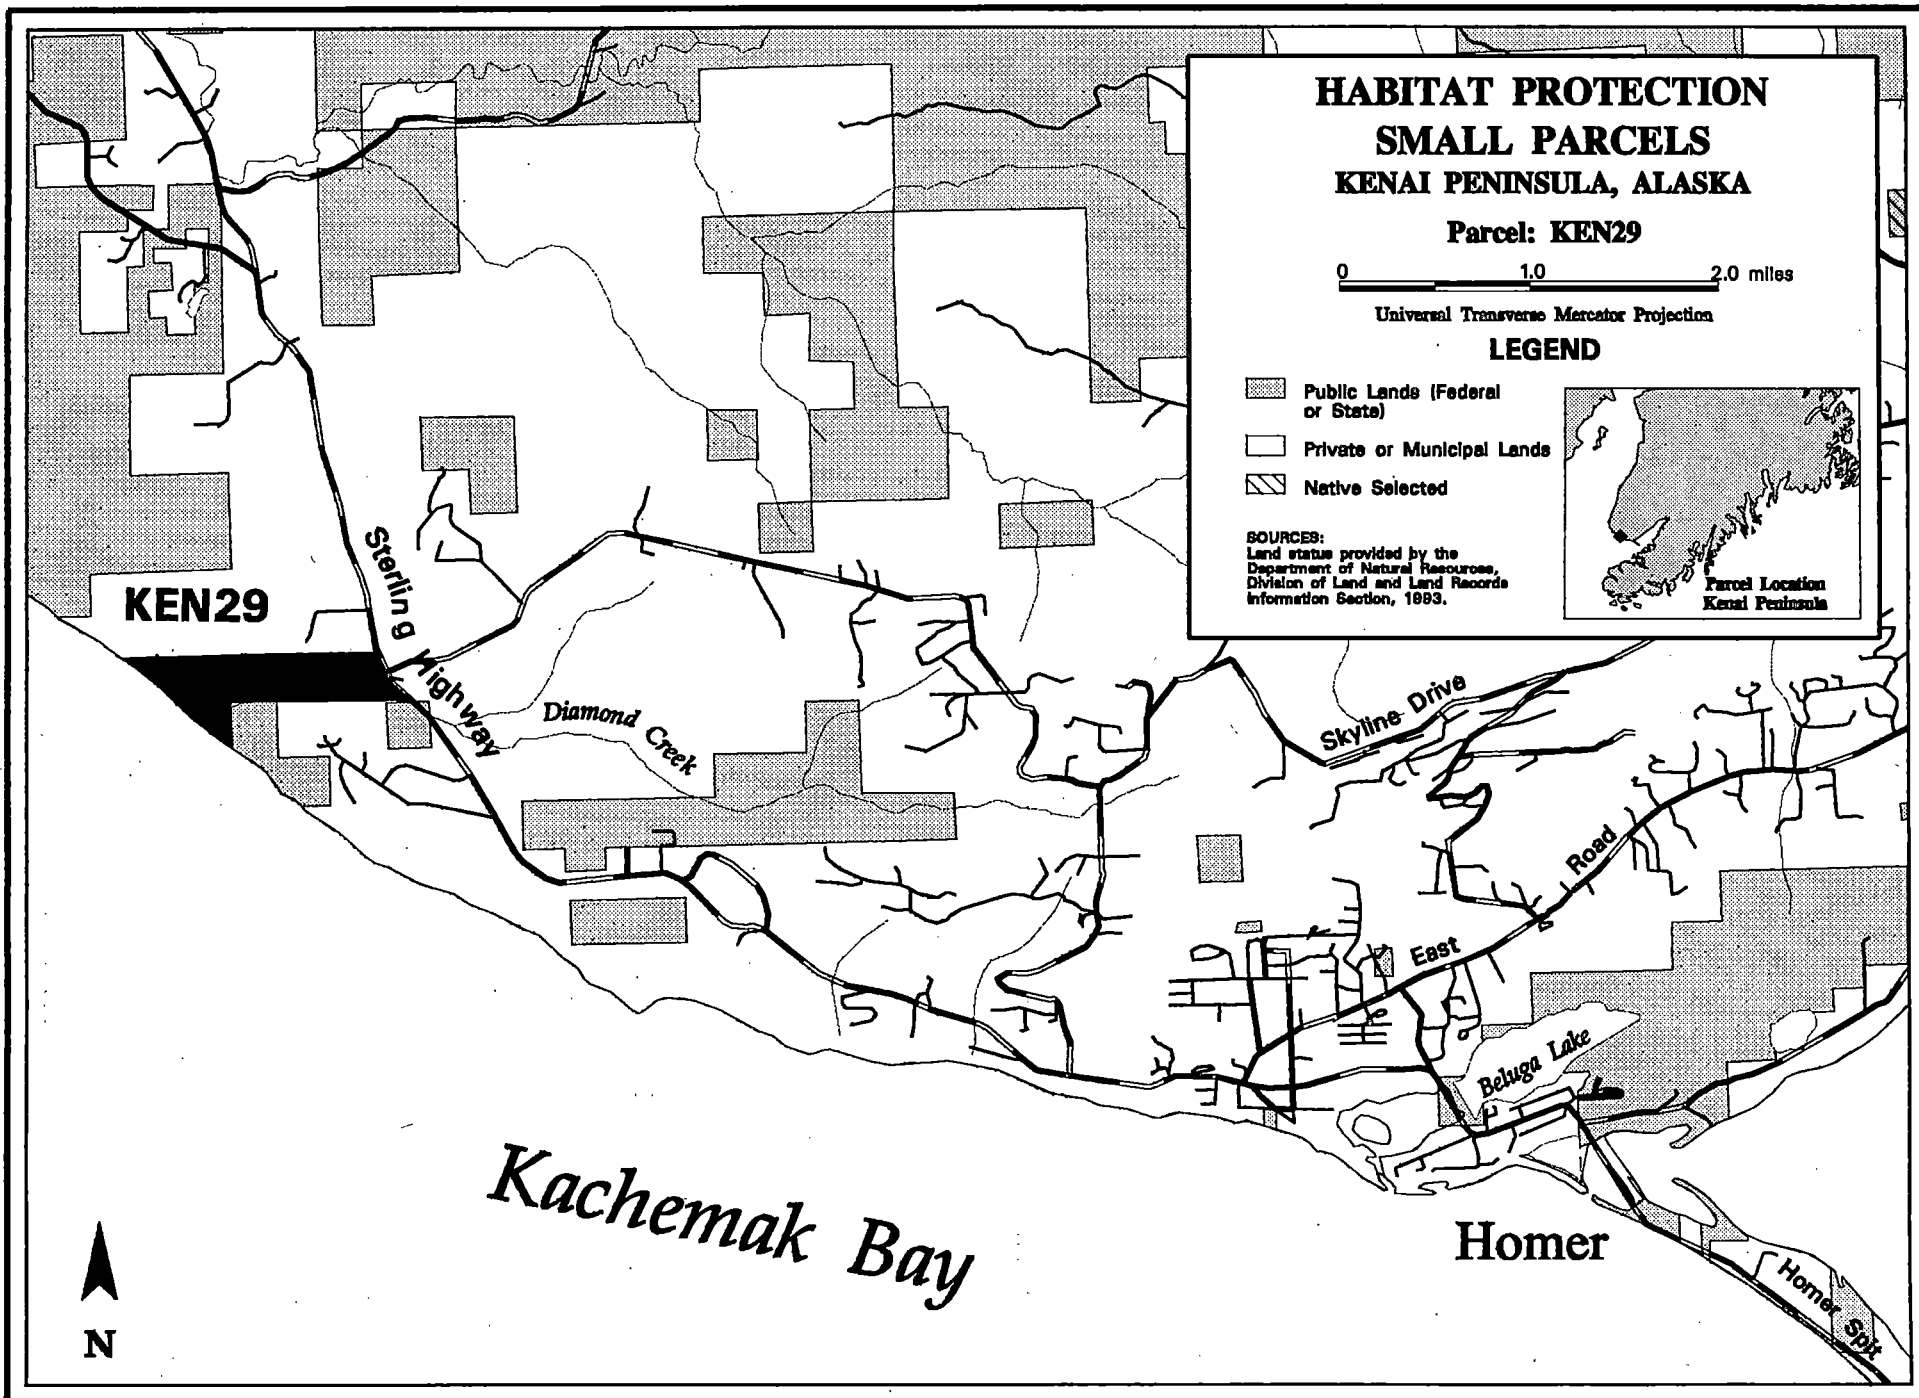 HABITAT PROTECTION
SMALL PARCELS
KENAI PENINSULA, ALASKA
Parcel: KEN29
0 1.0 2.0 miles
Universal Transverse Mercator Projection
LEGEND
Public Lands (Federal
or State)
Private or Municipal Lands
Native Selected
SOURCES:
Land status provided by the
Department of Natural Resources,
Division of Land and Land Records
Information Section, 1993.
Parcel Location
Kenai Peninsula
KEN29
Sterling Highway
Diamond Creek
Skyline Drive
East Road
Beluga Lake
Kachemak Bay
Homer
Homer Spit
N